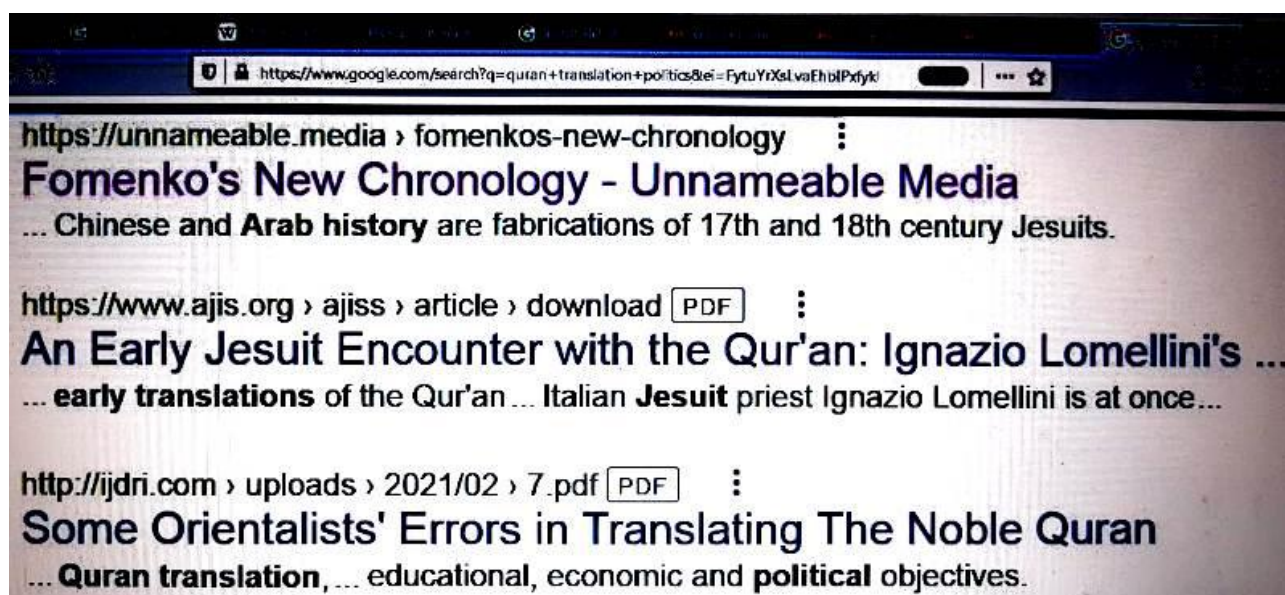 https://www.google.com/search?q=quran+translation+politics&ei=
https://unnameable.media › fomenkos-new-chronology
Fomenko's New Chronology - Unnameable Media
... Chinese and Arab history are fabrications of 17th and 18th century Jesuits.
https://www.ajis.org › ajiss › article › download PDF
An Early Jesuit Encounter with the Qur'an: Ignazio Lomellini's ...
... early translations of the Qur'an ... Italian Jesuit priest Ignazio Lomellini is at once...
http://ijdri.com › uploads › 2021/02 › 7.pdf PDF
Some Orientalists' Errors in Translating The Noble Quran
... Quran translation, ... educational, economic and political objectives.